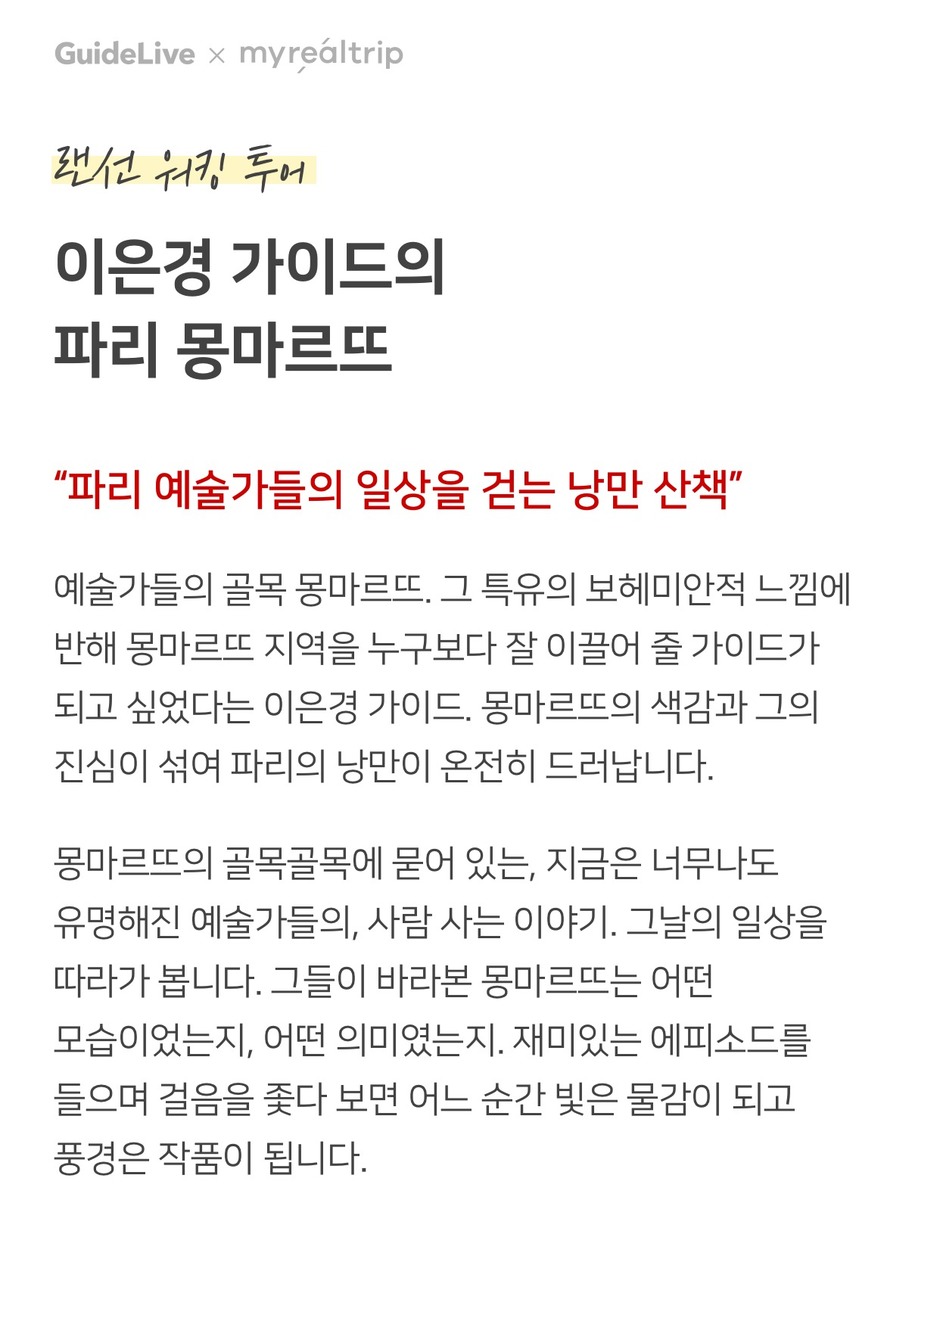 GuideLive × myreáltrip
랜선 워킹 투어
이은경 가이드의
파리 몽마르뜨
“파리 예술가들의 일상을 걷는 낭만 산책”
예술가들의 골목 몽마르뜨. 그 특유의 보헤미안적 느낌에
반해 몽마르뜨 지역을 누구보다 잘 이끌어 줄 가이드가
되고 싶었다는 이은경 가이드. 몽마르뜨의 색감과 그의
진심이 섞여 파리의 낭만이 온전히 드러납니다.
몽마르뜨의 골목골목에 묻어 있는, 지금은 너무나도
유명해진 예술가들의, 사람 사는 이야기. 그날의 일상을
따라가 봅니다. 그들이 바라본 몽마르뜨는 어떤
모습이었는지, 어떤 의미였는지. 재미있는 에피소드를
들으며 걸음을 좇다 보면 어느 순간 빛은 물감이 되고
풍경은 작품이 됩니다.